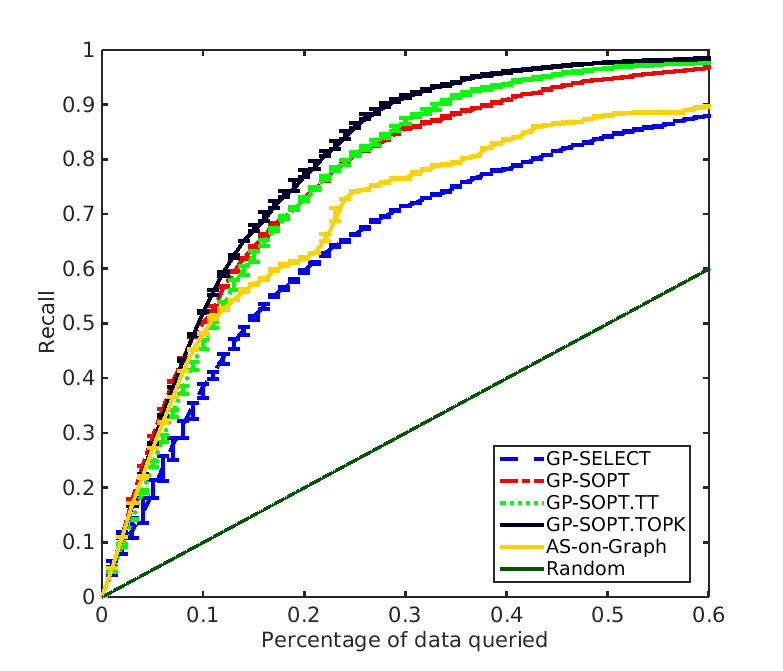 1
0.9
0.8
0.7
0.6
0.5
0.4
0.3
0.2
0.1
0
Recall
GP-SELECT
GP-SOPT
GP-SOPT.TT
GP-SOPT.TOPK
AS-on-Graph
Random
0 0.1 0.2 0.3 0.4 0.5 0.6
Percentage of data queried